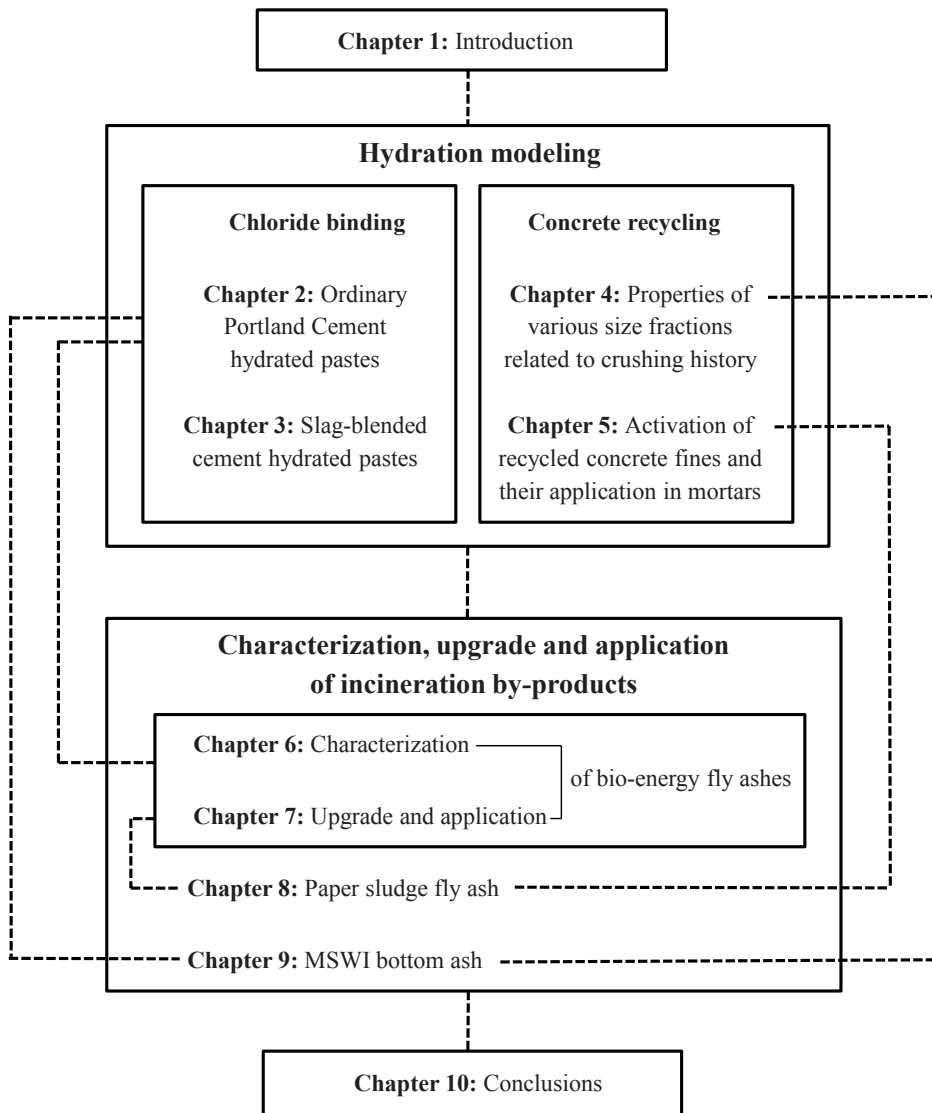 Chapter 1: Introduction
Hydration modeling
Chloride binding
Chapter 2: Ordinary
Portland Cement
hydrated pastes
Chapter 3: Slag-blended
cement hydrated pastes
Concrete recycling
Chapter 4: Properties of
various size fractions
related to crushing history
Chapter 5: Activation of
recycled concrete fines and
their application in mortars
Characterization, upgrade and application
of incineration by-products
Chapter 6: Characterization
Chapter 7: Upgrade and application
of bio-energy fly ashes
Chapter 8: Paper sludge fly ash
Chapter 9: MSWI bottom ash
Chapter 10: Conclusions